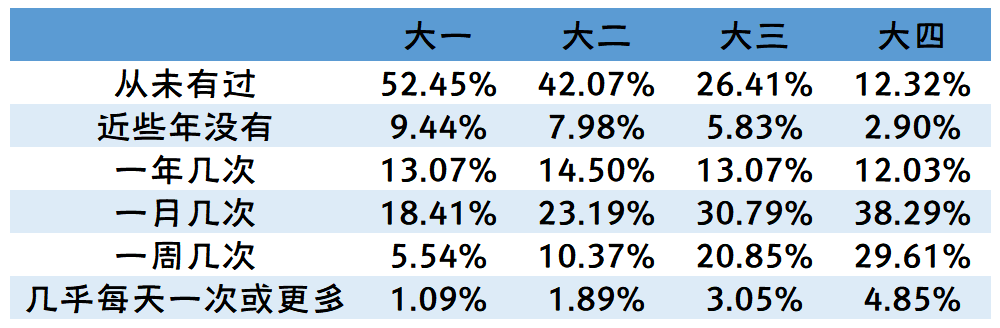 大一 大二 大三 大四
从未有过 52.45% 42.07% 26.41% 12.32%
近些年没有 9.44% 7.98% 5.83% 2.90%
一年几次 13.07% 14.50% 13.07% 12.03%
一月几次 18.41% 23.19% 30.79% 38.29%
一周几次 5.54% 10.37% 20.85% 29.61%
几乎每天一次或更多 1.09% 1.89% 3.05% 4.85%